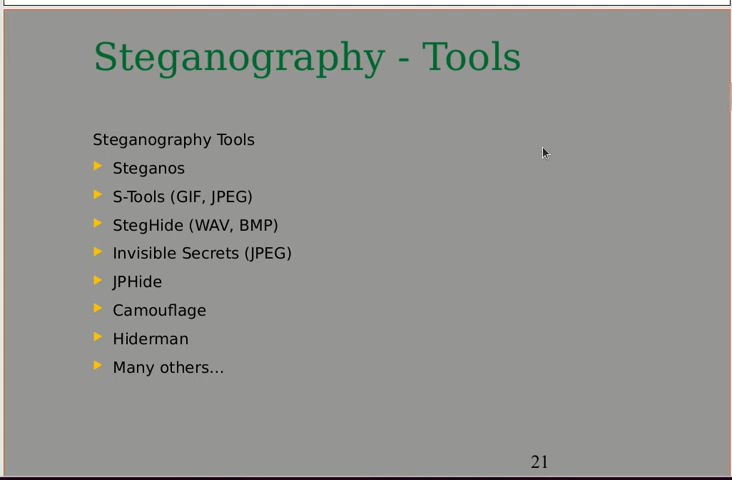 Steganography - Tools
Steganography Tools
Steganos
S-Tools (GIF, JPEG)
StegHide (WAV, BMP)
Invisible Secrets (JPEG)
JPHide
Camouflage
Hiderman
Many others...
21